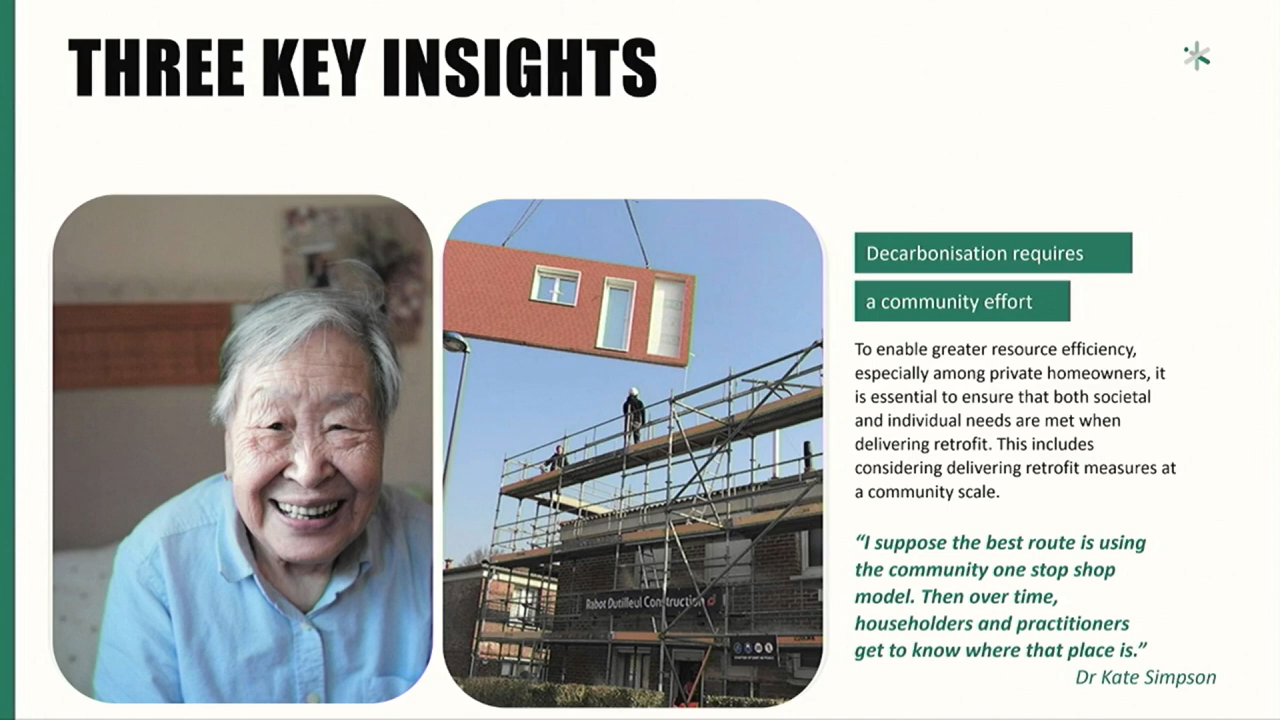 THREE KEY INSIGHTS
Rabot Dutilleul Construction
Decarbonisation requires
a community effort
To enable greater resource efficiency,
especially among private homeowners, it
is essential to ensure that both societal
and individual needs are met when
delivering retrofit. This includes
considering delivering retrofit measures at
a community scale.
“I suppose the best route is using
the community one stop shop
model. Then over time,
householders and practitioners
get to know where that place is.”
Dr Kate Simpson